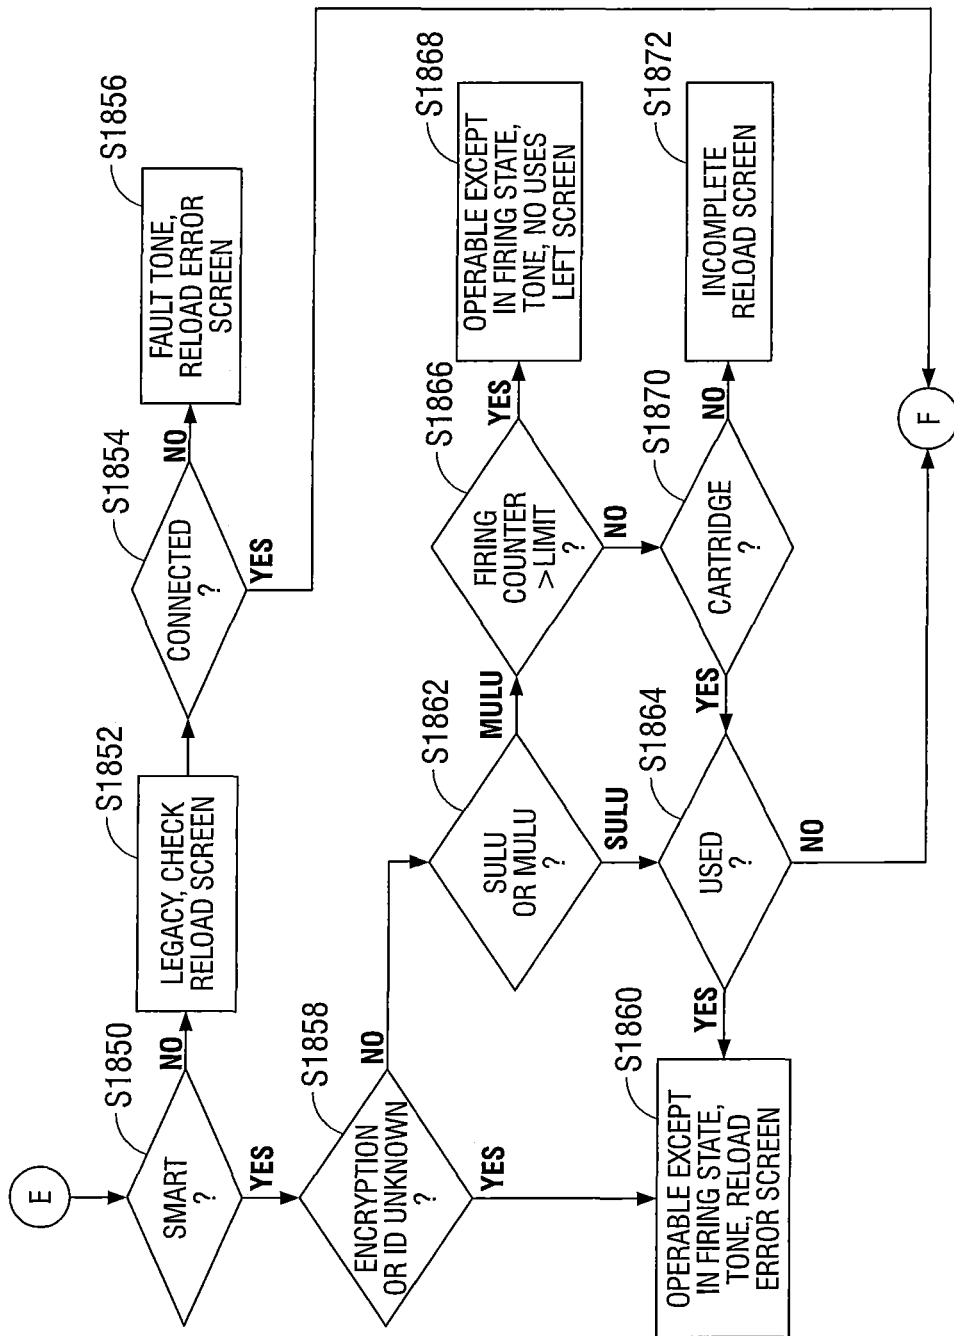 E
SMART
?
S1850
NO
YES
LEGACY, CHECK
RELOAD SCREEN
S1852
CONNECTED
?
S1854
NO
YES
FAULT TONE,
RELOAD ERROR
SCREEN
S1856
ENCRYPTION
OR ID UNKNOWN
?
S1858
NO
YES
OPERABLE EXCEPT
IN FIRING STATE,
TONE, RELOAD
ERROR SCREEN
S1860
SULU
OR MULU
?
S1862
MULU
SULU
USED
?
S1864
YES
NO
FIRING
COUNTER
>LIMIT
?
S1866
YES
NO
OPERABLE EXCEPT
IN FIRING STATE,
TONE, NO USES
LEFT SCREEN
S1868
CARTRIDGE
?
S1870
YES
NO
INCOMPLETE
RELOAD SCREEN
S1872
F